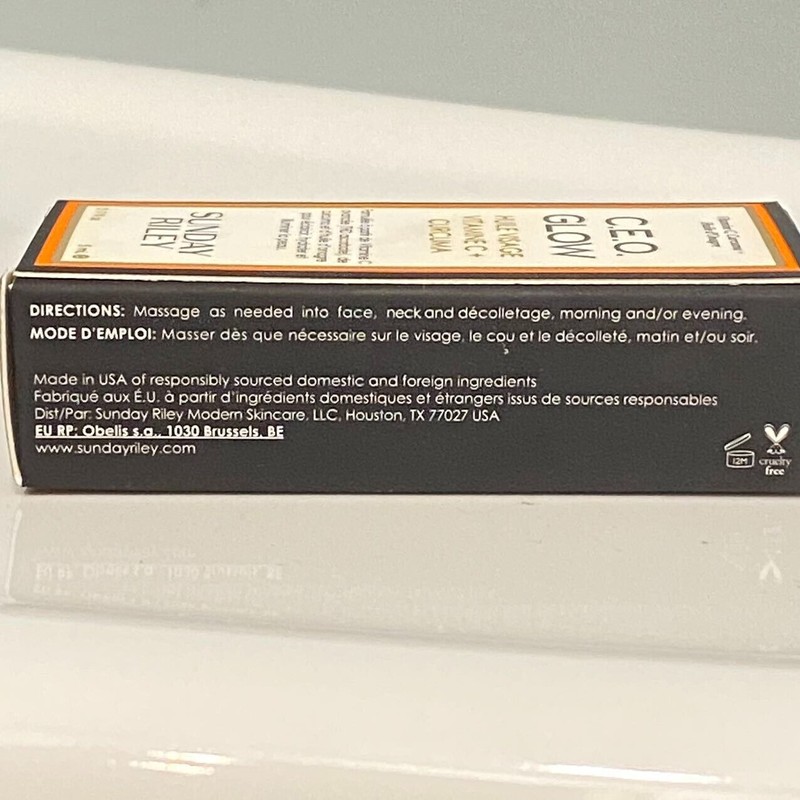 SUNDAY
RILEY
C.E.O.
GLOW
HUILE VISAGE
VITAMINE C +
CURCUMA
DIRECTIONS: Massage as needed into face, neck and décolletage, morning and/or evening.
MODE D'EMPLOI: Masser dès que nécessaire sur le visage, le cou et le décolleté, matin et/ou soir.
Made in USA of responsibly sourced domestic and foreign ingredients
Fabriqué aux É.U. à partir d'ingrédients domestiques et étrangers issus de sources responsables
Dist/Par: Sunday Riley Modern Skincare, LLC, Houston, TX 77027 USA
EU RP: Obelis s.a., 1030 Brussels, BE
www.sundayriley.com
12M
cruelty
free